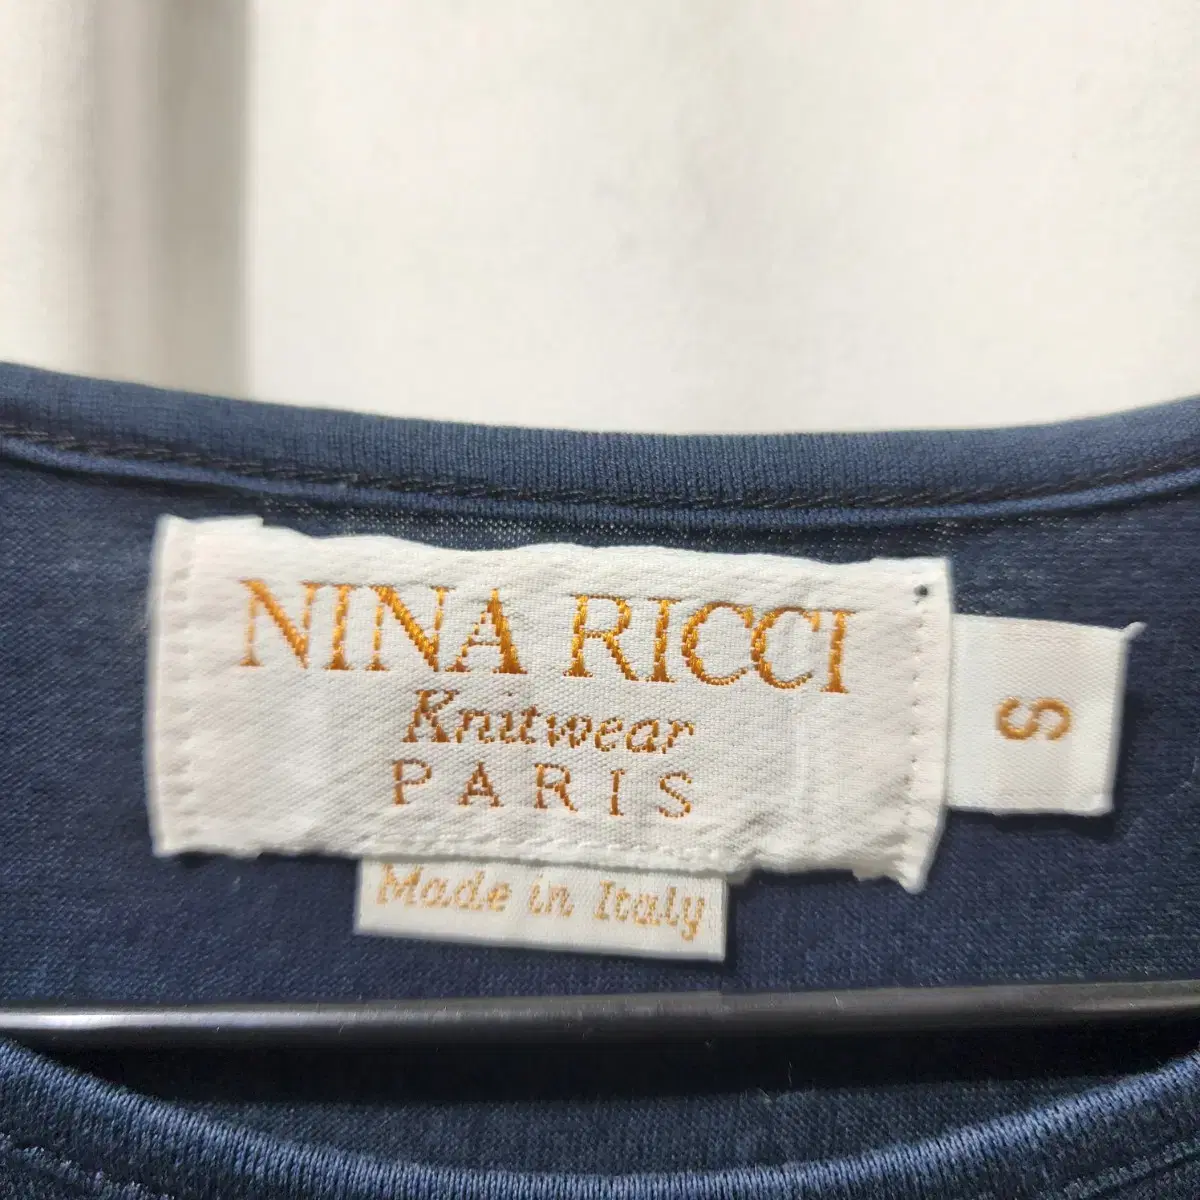 NINA RICCI
Knitwear
PARIS
S
Made in Italy